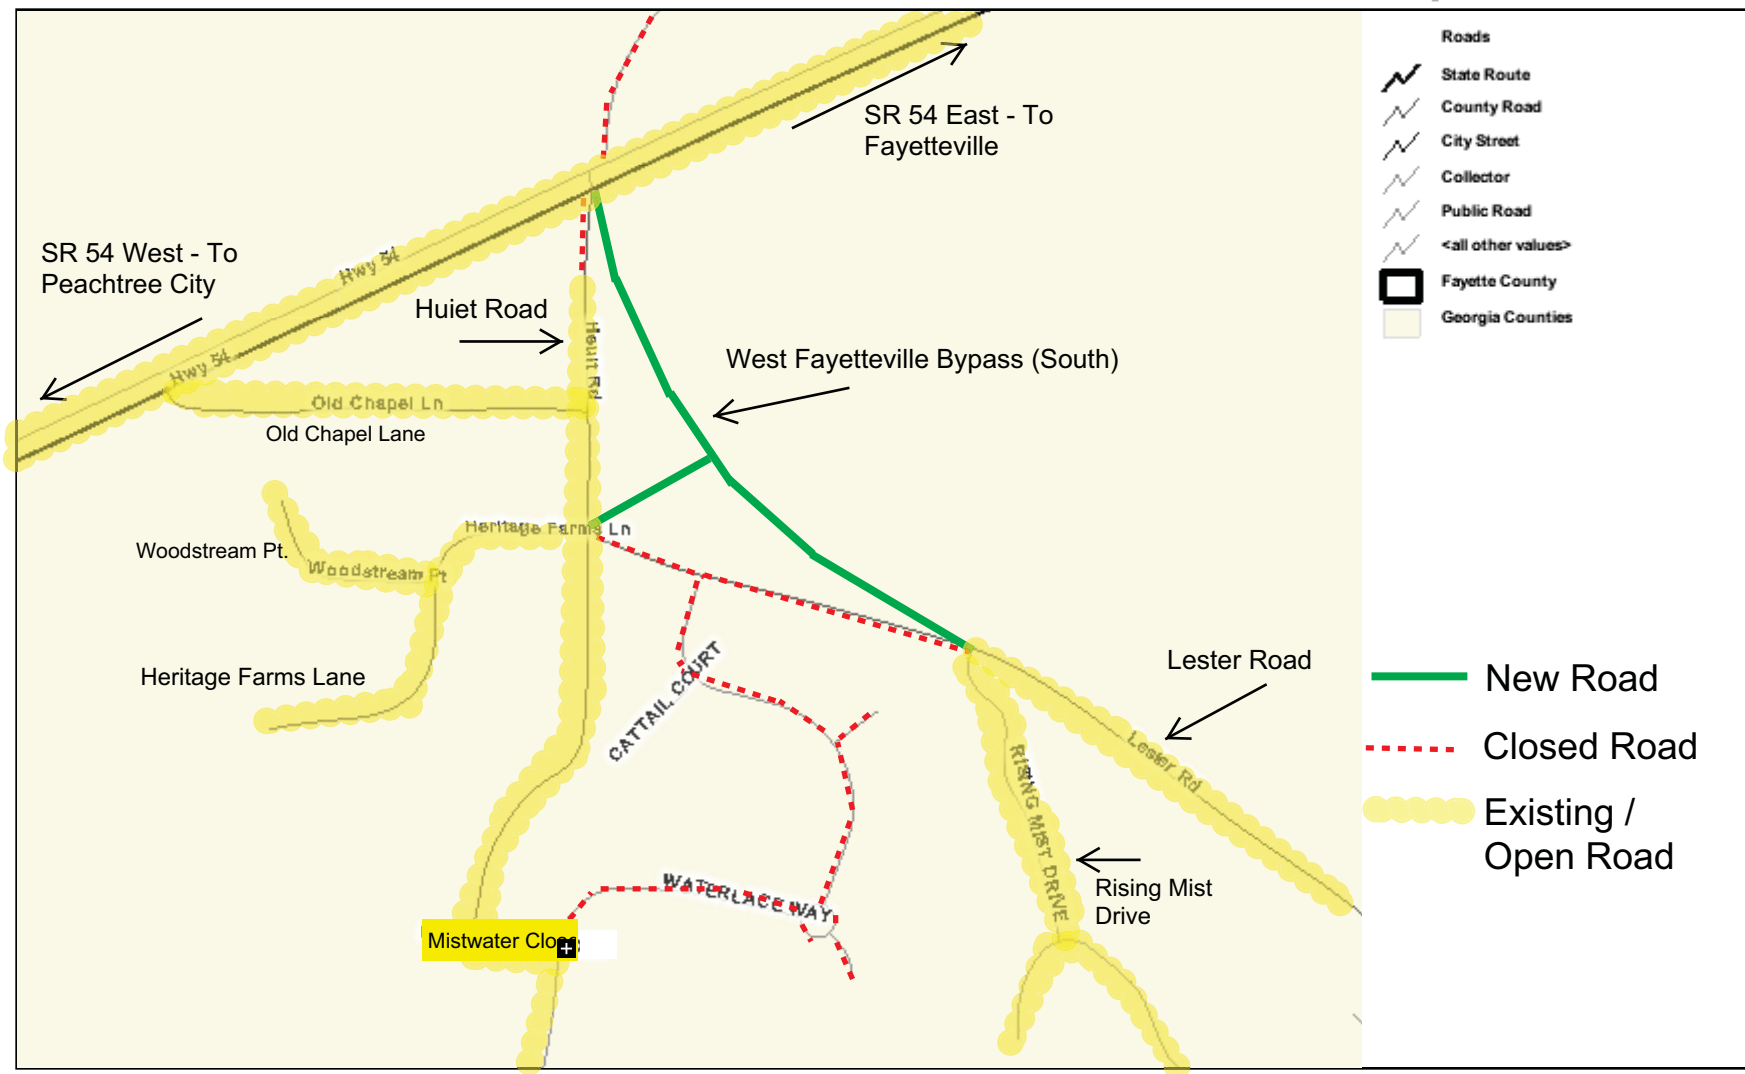 Roads
State Route
County Road
City Street
Collector
Public Road
<all other values>
Fayette County
Georgia Counties
SR 54 East - To
Fayetteville
SR 54 West - To
Peachtree City
Hwy 54
Huiet Road
Hwy 54
West Fayetteville Bypass (South)
Old Chapel Ln
Old Chapel Lane
Heritage Farms Ln
Woodstream Pt.
Woodstream Pt
Heritage Farms Lane
CATTAIL COURT
Lester Road
Lester Rd
New Road
Closed Road
Existing /
Open Road
RISING MIST DRIVE
Rising Mist
Drive
WATERLACE WAY
Mistwater